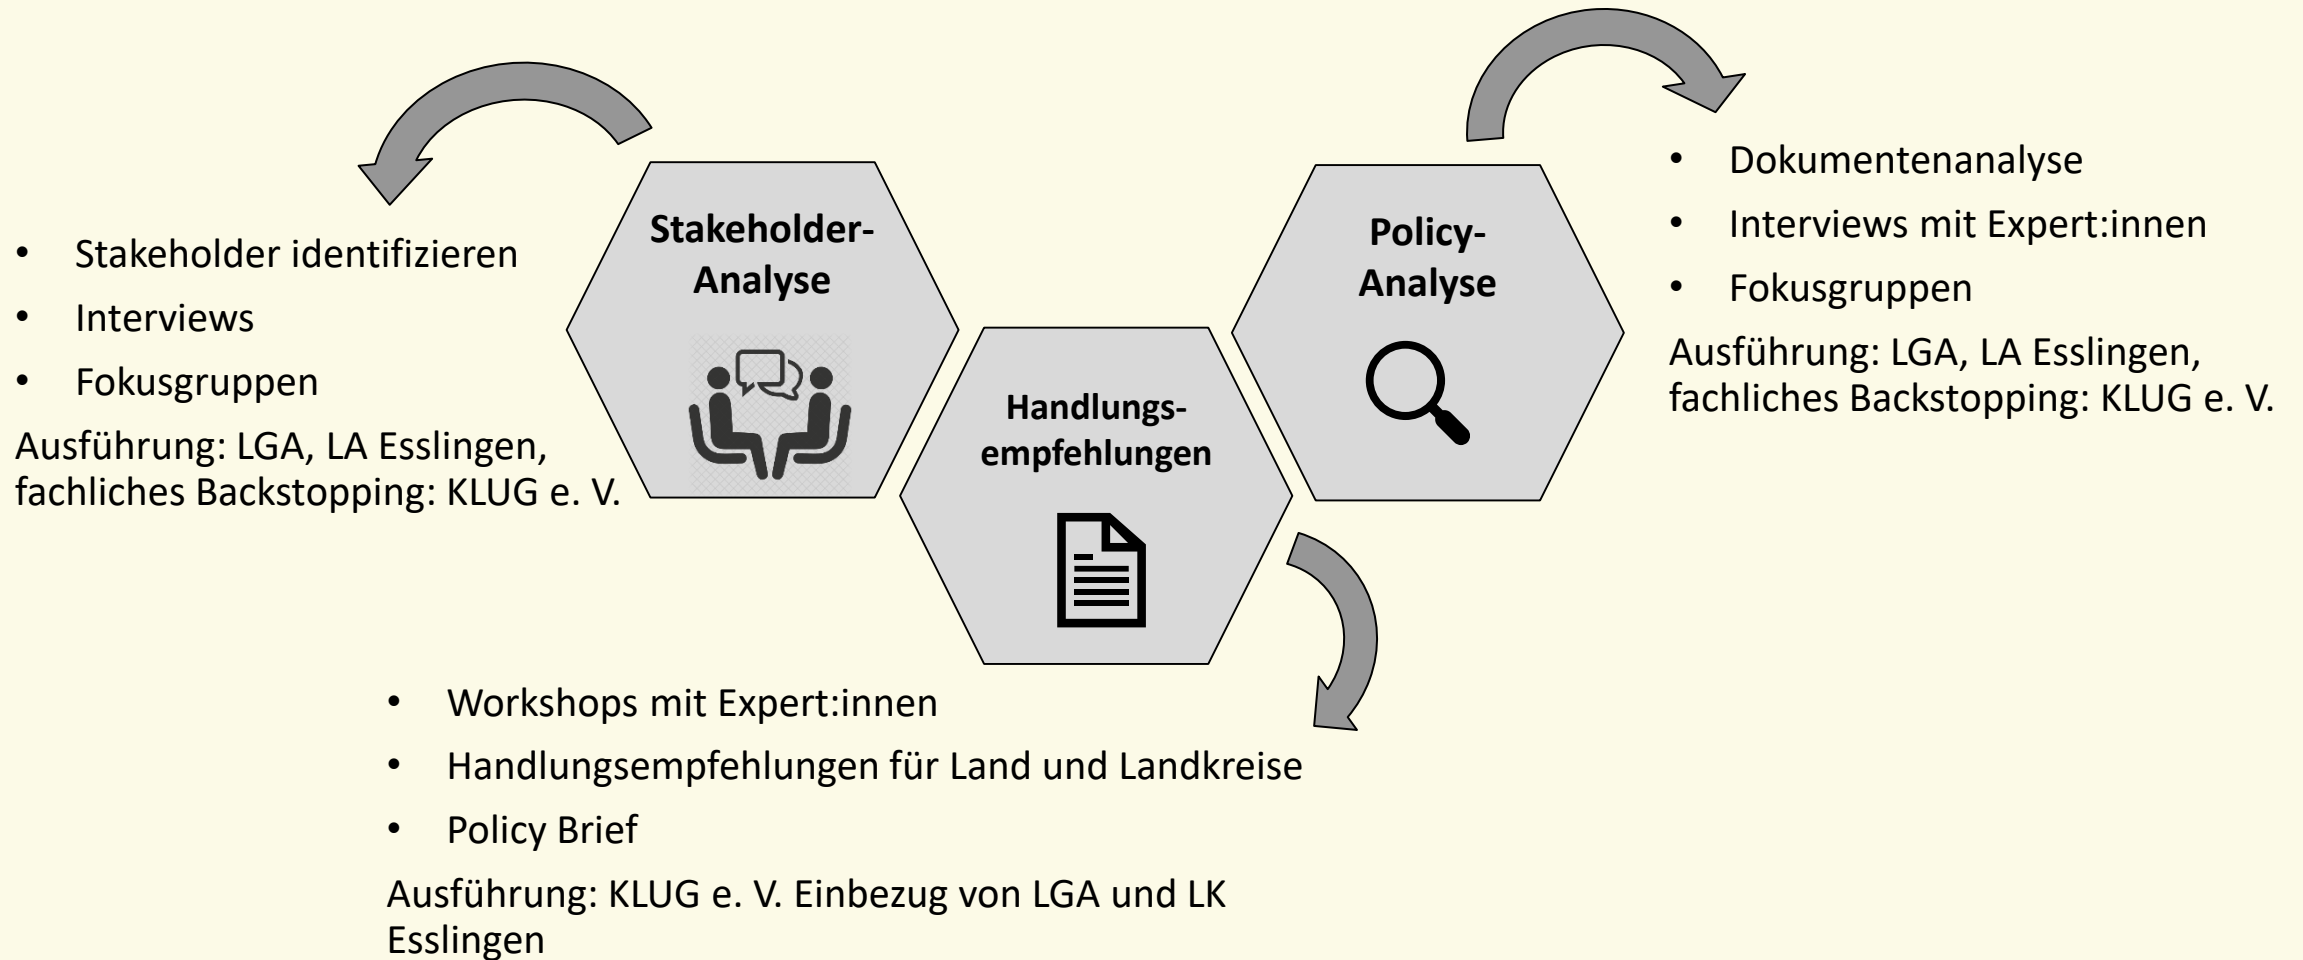 Stakeholder-
Analyse
• Stakeholder identifizieren
• Interviews
• Fokusgruppen
Ausführung: LGA, LA Esslingen,
fachliches Backstopping: KLUG e. V.
Policy-
Analyse
• Dokumentenanalyse
• Interviews mit Expert:innen
• Fokusgruppen
Ausführung: LGA, LA Esslingen,
fachliches Backstopping: KLUG e. V.
Handlungs-
empfehlungen
• Workshops mit Expert:innen
• Handlungsempfehlungen für Land und Landkreise
• Policy Brief
Ausführung: KLUG e. V. Einbezug von LGA und LK
Esslingen